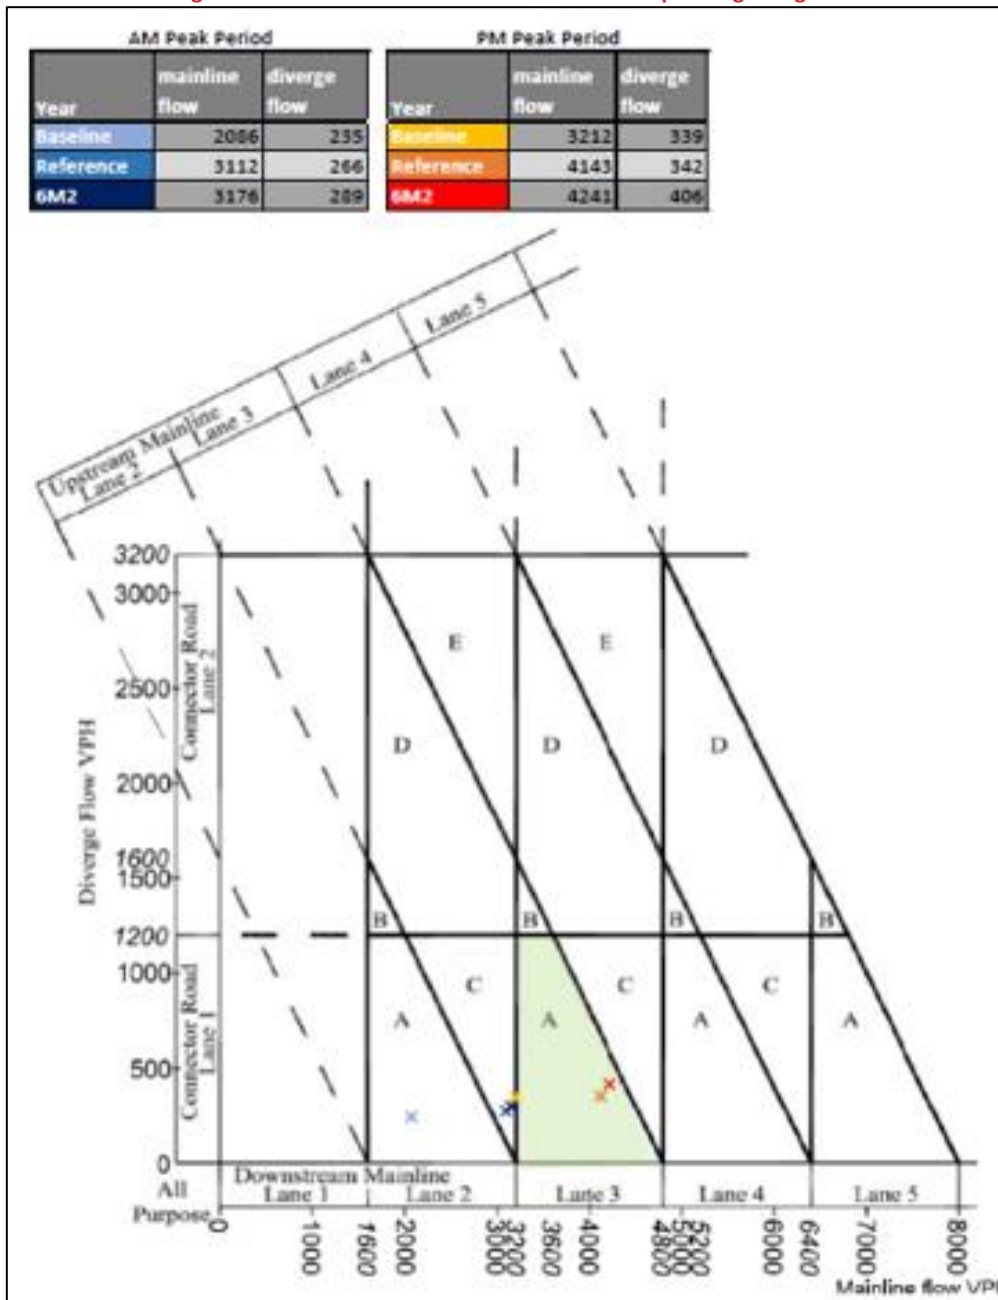 AM Peak Period
PM Peak Period
Year mainline flow diverge flow
Baseline 2086 235
Reference 3112 266
6M2 3176 289
Year mainline flow diverge flow
Baseline 3212 339
Reference 4143 342
6M2 4241 406
Upstream Mainline
Lane 2
Lane 3
Lane 4
Lane 5
3200
3000
2500
2000
1600
1500
1200
1000
500
0
Diverge Flow VPH
Connector Road
Lane 2
Connector Road
Lane 1
E
E
D
D
D
B
B
B
B
C
C
C
A
A
A
A
Downstream Mainline
All
Purpose
Lane 1
Lane 2
Lane 3
Lane 4
Lane 5
0
1000
1600
2000
3000
3200
3600
4000
4800
5000
5200
6000
6400
7000
8000
Mainline flow VPH